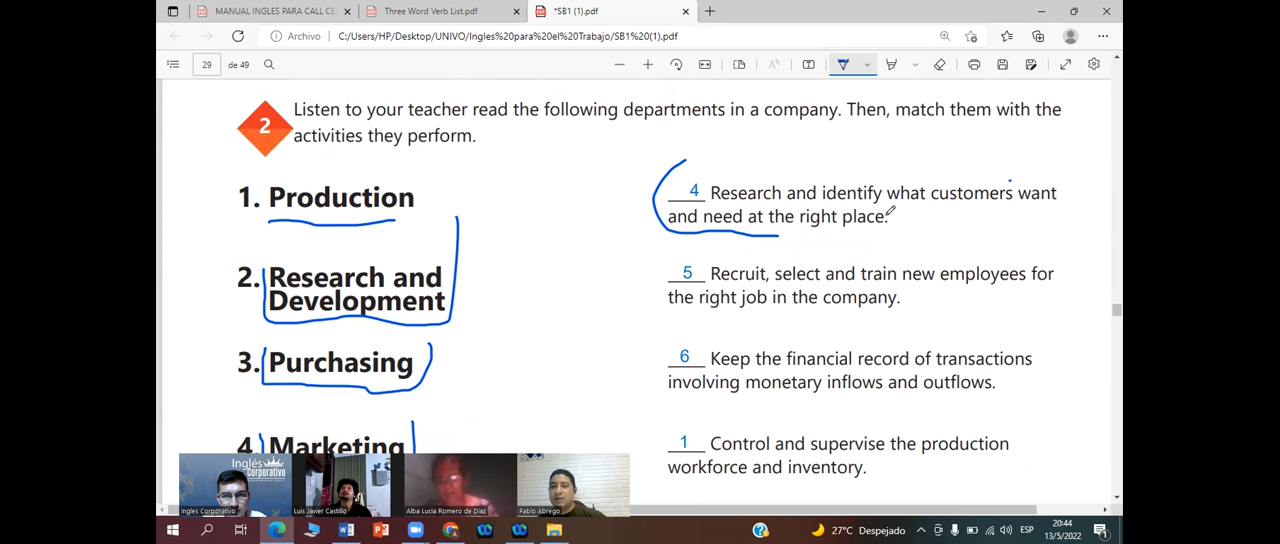 MANUAL INGLES PARA CALL CE
Three Word Verb List.pdf
*SB1 (1).pdf
Archivo
C:/Users/HP/Desktop/UNIVO/Ingles%20para%20el%20Trabajo/SB1%20(1).pdf
29
de 49
2
Listen to your teacher read the following departments in a company. Then, match them with the
activities they perform.
1. Production
2. Research and
Development
3. Purchasing
4. Marketing
4 Research and identify what customers want
and need at the right place.
5 Recruit, select and train new employees for
the right job in the company.
6 Keep the financial record of transactions
involving monetary inflows and outflows.
1 Control and supervise the production
workforce and inventory.
Inglés
Corporativo
Ingles Corporativo
Luis Javier Castillo
Alba Lucia Romero de Diaz
Pablo Abrego
27°C Despejado
ESP
20:44
13/5/2022